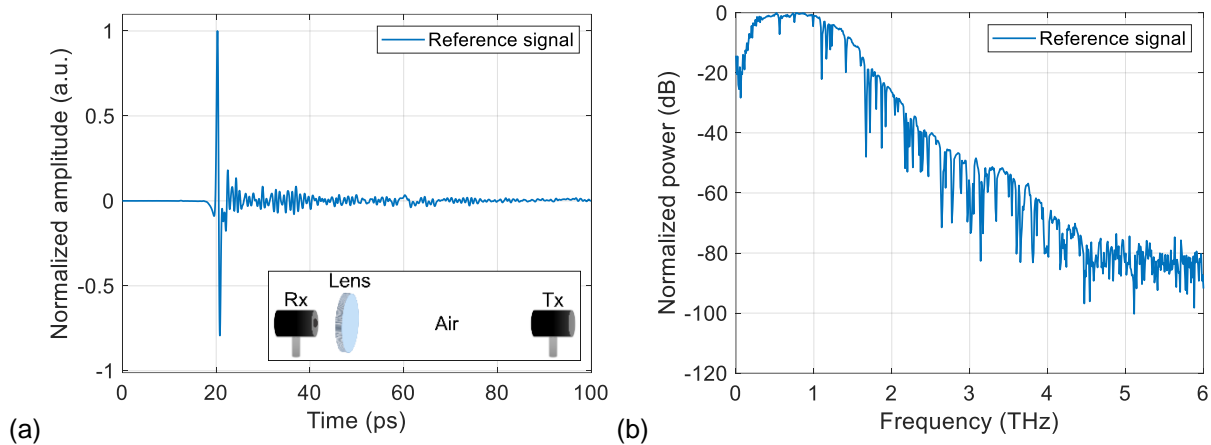 Normalized amplitude (a.u.)
1
0.5
0
-0.5
-1
Reference signal
Rx
Lens
Air
Tx
0
20
40
60
80
100
Time (ps)
(a)
Normalized power (dB)
0
-20
-40
-60
-80
-100
-120
Reference signal
0
1
2
3
4
5
6
Frequency (THz)
(b)